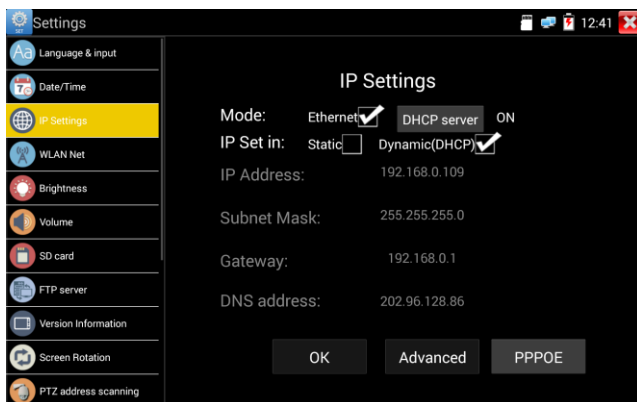 Settings
12:41
SET
Aa
Language & input
76
Date/Time
IP Settings
WLAN Net
Brightness
Volume
SD card
FTP server
Version Information
Screen Rotation
PTZ address scanning
IP Settings
Mode: Ethernet DHCP server ON
IP Set in: Static Dynamic(DHCP)
IP Address: 192.168.0.109
Subnet Mask: 255.255.255.0
Gateway: 192.168.0.1
DNS address: 202.96.128.86
OK Advanced PPPOE